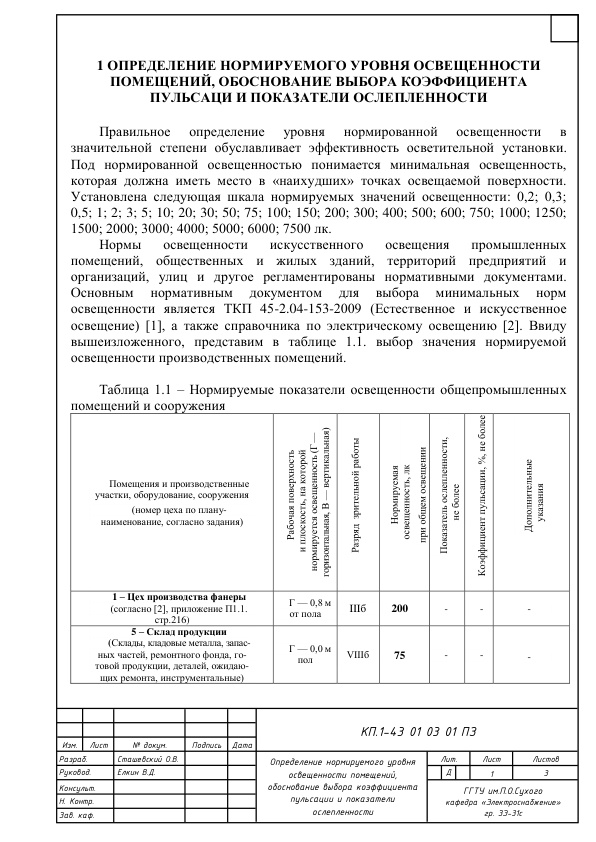 1 ОПРЕДЕЛЕНИЕ НОРМИРУЕМОГО УРОВНЯ ОСВЕЩЕННОСТИ
ПОМЕЩЕНИЙ, ОБОСНОВАНИЕ ВЫБОРА КОЭФФИЦИЕНТА
ПУЛЬСАЦИ И ПОКАЗАТЕЛИ ОСЛЕПЛЕННОСТИ
Правильное определение уровня нормированной освещенности в
значительной степени обуславливает эффективность осветительной установки.
Под нормированной освещенностью понимается минимальная освещенность,
которая должна иметь место в «наихудших» точках освещаемой поверхности.
Установлена следующая шкала нормируемых значений освещенности: 0,2; 0,3;
0,5; 1; 2; 3; 5; 10; 20; 30; 50; 75; 100; 150; 200; 300; 400; 500; 600; 750; 1000; 1250;
1500; 2000; 3000; 4000; 5000; 6000; 7500 лк.
Нормы освещенности искусственного освещения промышленных
помещений, общественных и жилых зданий, территорий предприятий и
организаций, улиц и другое регламентированы нормативными документами.
Основным нормативным документом для выбора минимальных норм
освещенности является ТКП 45-2.04-153-2009 (Естественное и искусственное
освещение) [1], а также справочника по электрическому освещению [2]. Ввиду
вышеизложенного, представим в таблице 1.1. выбор значения нормируемой
освещенности производственных помещений.
Таблица 1.1 – Нормируемые показатели освещенности общепромышленных
помещений и сооружения
Помещения и производственные
участки, оборудование, сооружения
(номер цеха по плану-
наименование, согласно задания)
Рабочая поверхность
и плоскость, на которой
нормируется освещенность (Г—
горизонтальная, В — вертикальная)
Разряд зрительной работы
Нормируемая
освещенность, лк
при общем освещении
Показатель ослепленности,
не более
Коэффициент пульсации, %, не более
Дополнительные
указания
1 – Цех производства фанеры
(согласно [2], приложение П1.1.
стр.216)
Г — 0,8 м
от пола
IIIб
200
-
-
-
5 – Склад продукции
(Склады, кладовые металла, запас-
ных частей, ремонтного фонда, го-
товой продукции, деталей, ожидаю-
щих ремонта, инструментальные)
Г — 0,0 м
пол
VIIIб
75
-
-
-
КП.1-43 01 03 01 ПЗ
Изм. Лист № докум. Подпись Дата
Разраб. Сташевский О.В.
Руковод. Елкин В.Д.
Консульт.
Н. Контр.
Зав. каф.
Определение нормируемого уровня
освещенности помещений,
обоснование выбора коэффициента
пульсации и показатели
ослепленности
Лит. Лист Листов
Д 1 3
ГГТУ им.П.О.Сухого
кафедра «Электроснабжение»
гр. ЗЭ-31с